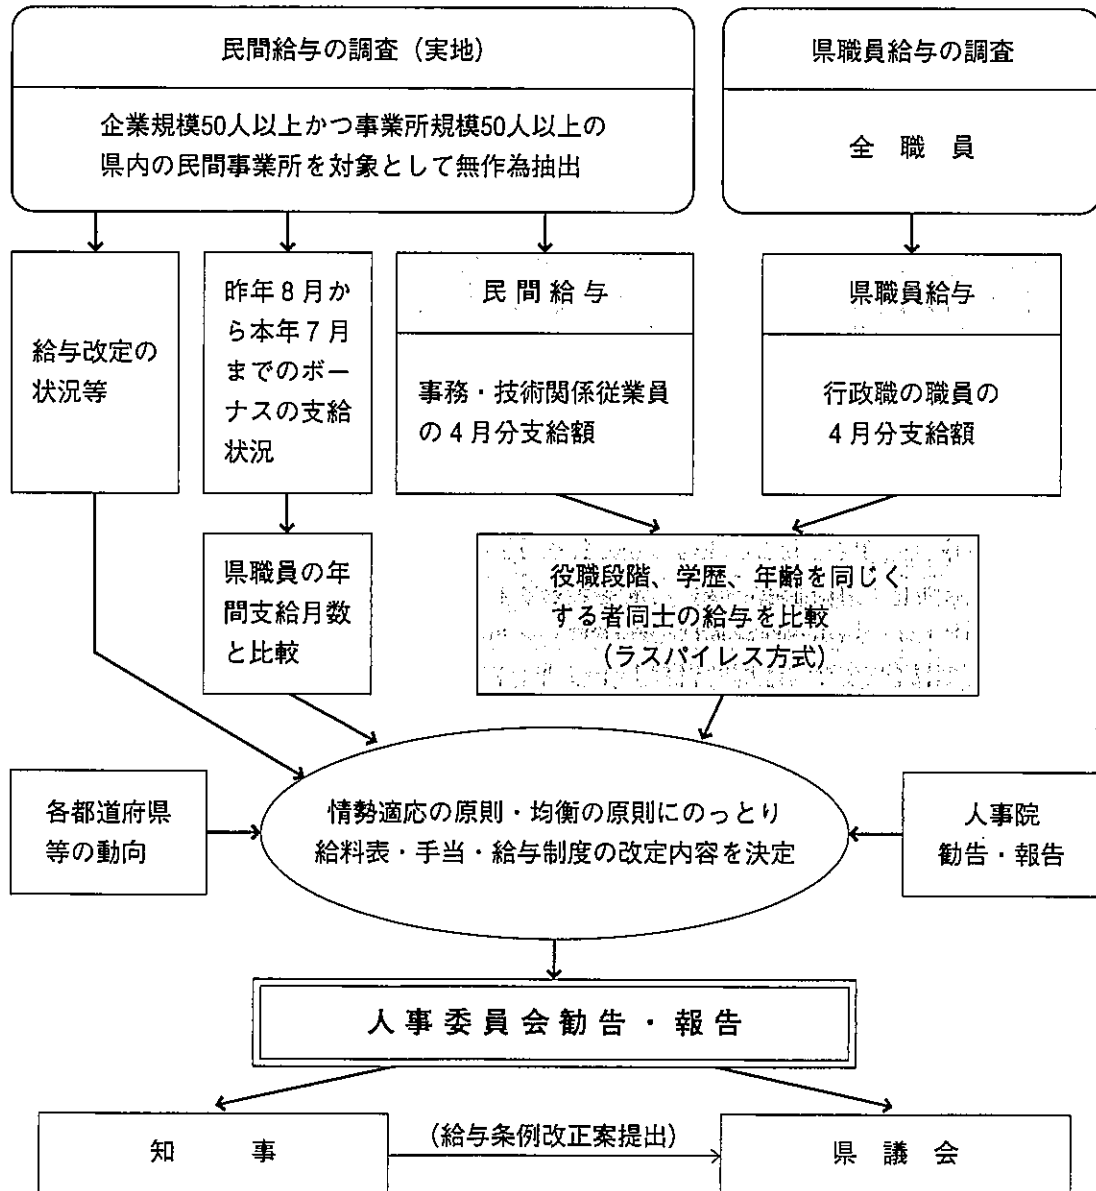 民間給与の調査（実地）
企業規模50人以上かつ事業所規模50人以上の
県内の民間事業所を対象として無作為抽出
県職員給与の調査
全職員
給与改定の
状況等
昨年８月か
ら本年７月
までのボー
ナスの支給
状況
民間給与
事務・技術関係従業員
の４月分支給額
県職員給与
行政職の職員の
４月分支給額
県職員の年
間支給月数
と比較
役職段階、学歴、年齢を同じく
する者同士の給与を比較
（ラスパイレス方式）
各都道府県
等の動向
情勢適応の原則・均衡の原則にのっとり
給料表・手当・給与制度の改定内容を決定
人事院
勧告・報告
人事委員会勧告・報告
知事
（給与条例改正案提出）
県議会